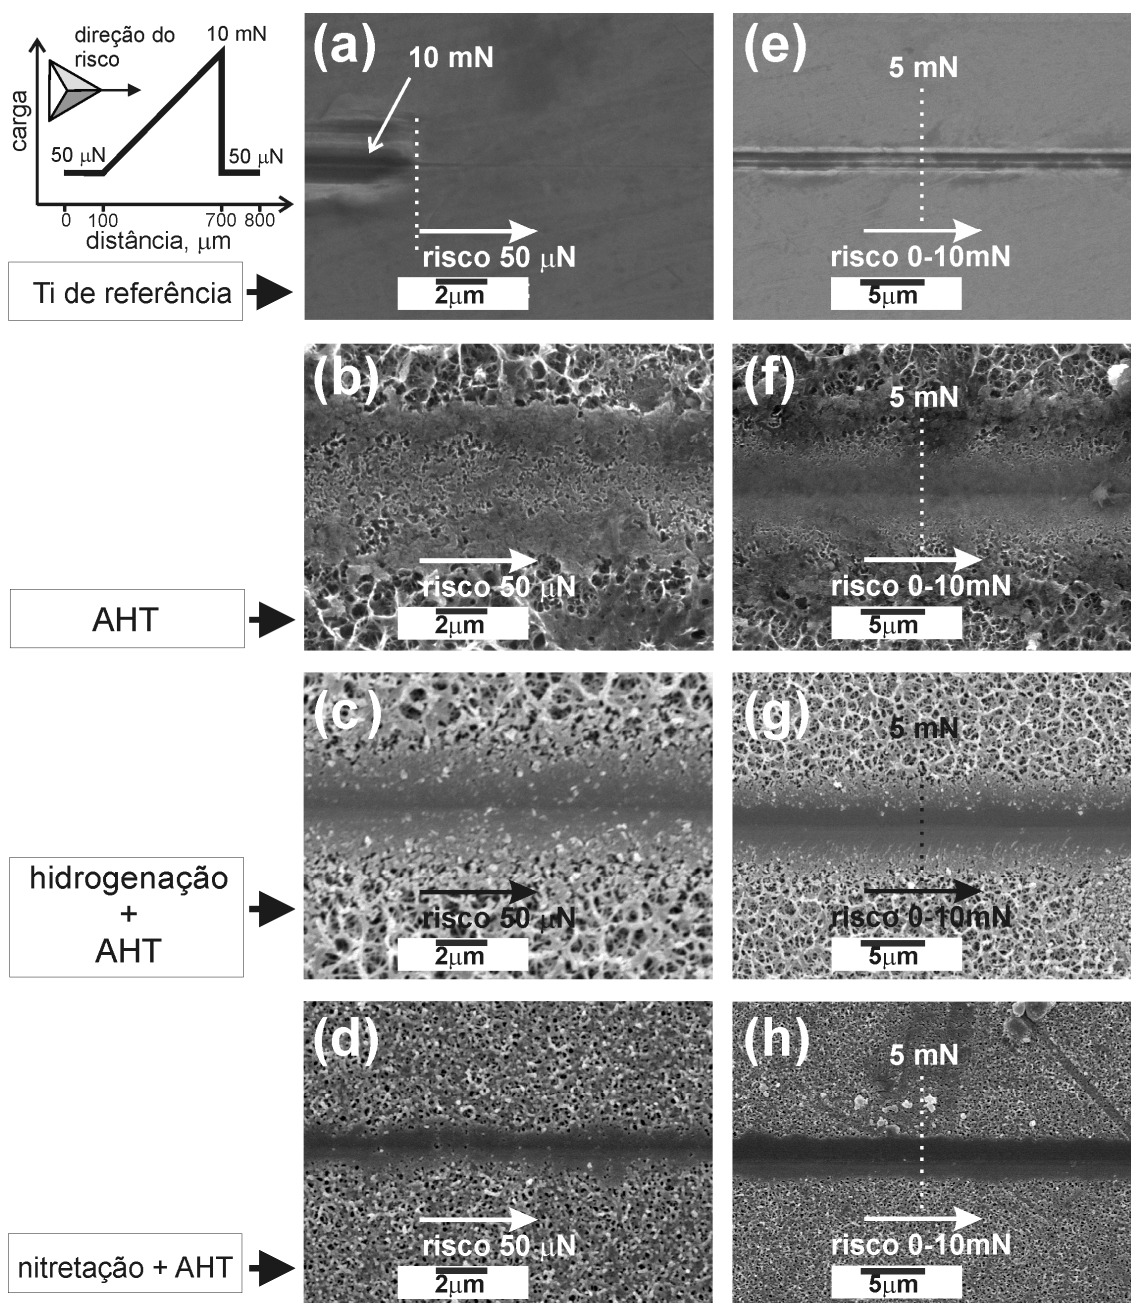 direção do
risco
10 mN
carga
50 μN
50 μN
0 100 700 800
distância, μm
Ti de referência
(a)
10 mN
risco 50 μN
2μm
(e)
5 mN
risco 0-10mN
5μm
AHT
(b)
risco 50 μN
2μm
(f)
5 mN
risco 0-10mN
5μm
hidrogenação
+
AHT
(c)
risco 50 μN
2μm
(g)
5 mN
risco 0-10mN
5μm
nitretação + AHT
(d)
risco 50 μN
2μm
(h)
5 mN
risco 0-10mN
5μm